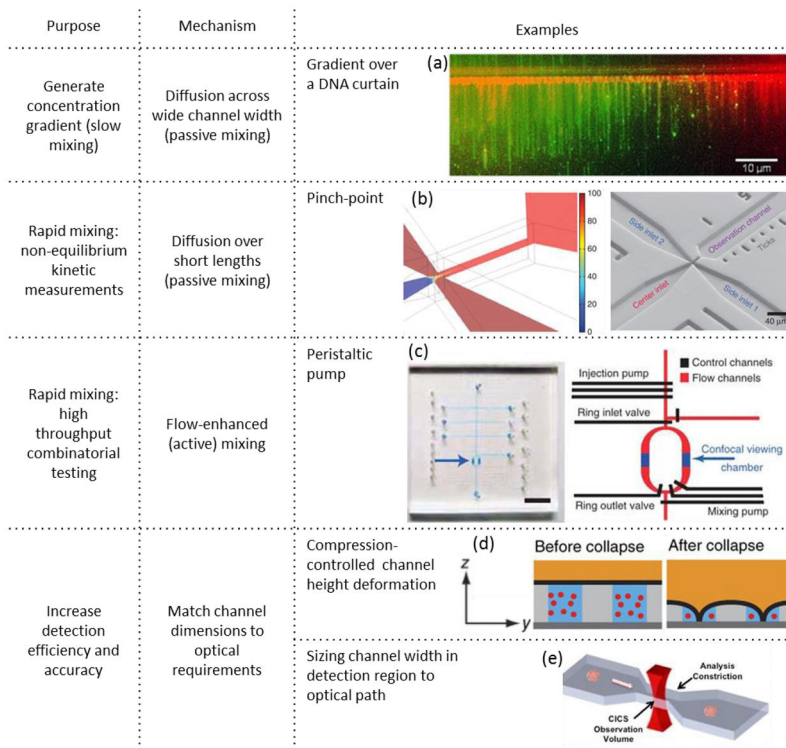 Purpose
Mechanism
Examples
Generate
concentration
gradient (slow
mixing)
Diffusion across
wide channel width
(passive mixing)
Gradient over
a DNA curtain
(a)
10 µm
Rapid mixing:
non-equilibrium
kinetic
measurements
Diffusion over
short lengths
(passive mixing)
Pinch-point
(b)
100
80
60
40
20
0
Side inlet 2
Observation channel
Ticks
Center inlet
Side inlet 1
40 µm
Rapid mixing:
high
throughput
combinatorial
testing
Flow-enhanced
(active) mixing
Peristaltic
pump
(c)
Control channels
Flow channels
Injection pump
Ring inlet valve
Confocal viewing
chamber
Ring outlet valve
Mixing pump
Increase
detection
efficiency and
accuracy
Match channel
dimensions to
optical
requirements
Compression-
controlled channel
height deformation
(d)
Before collapse
After collapse
z
y
Sizing channel width in
detection region to
optical path
(e)
Analysis
Constriction
CICS
Observation
Volume